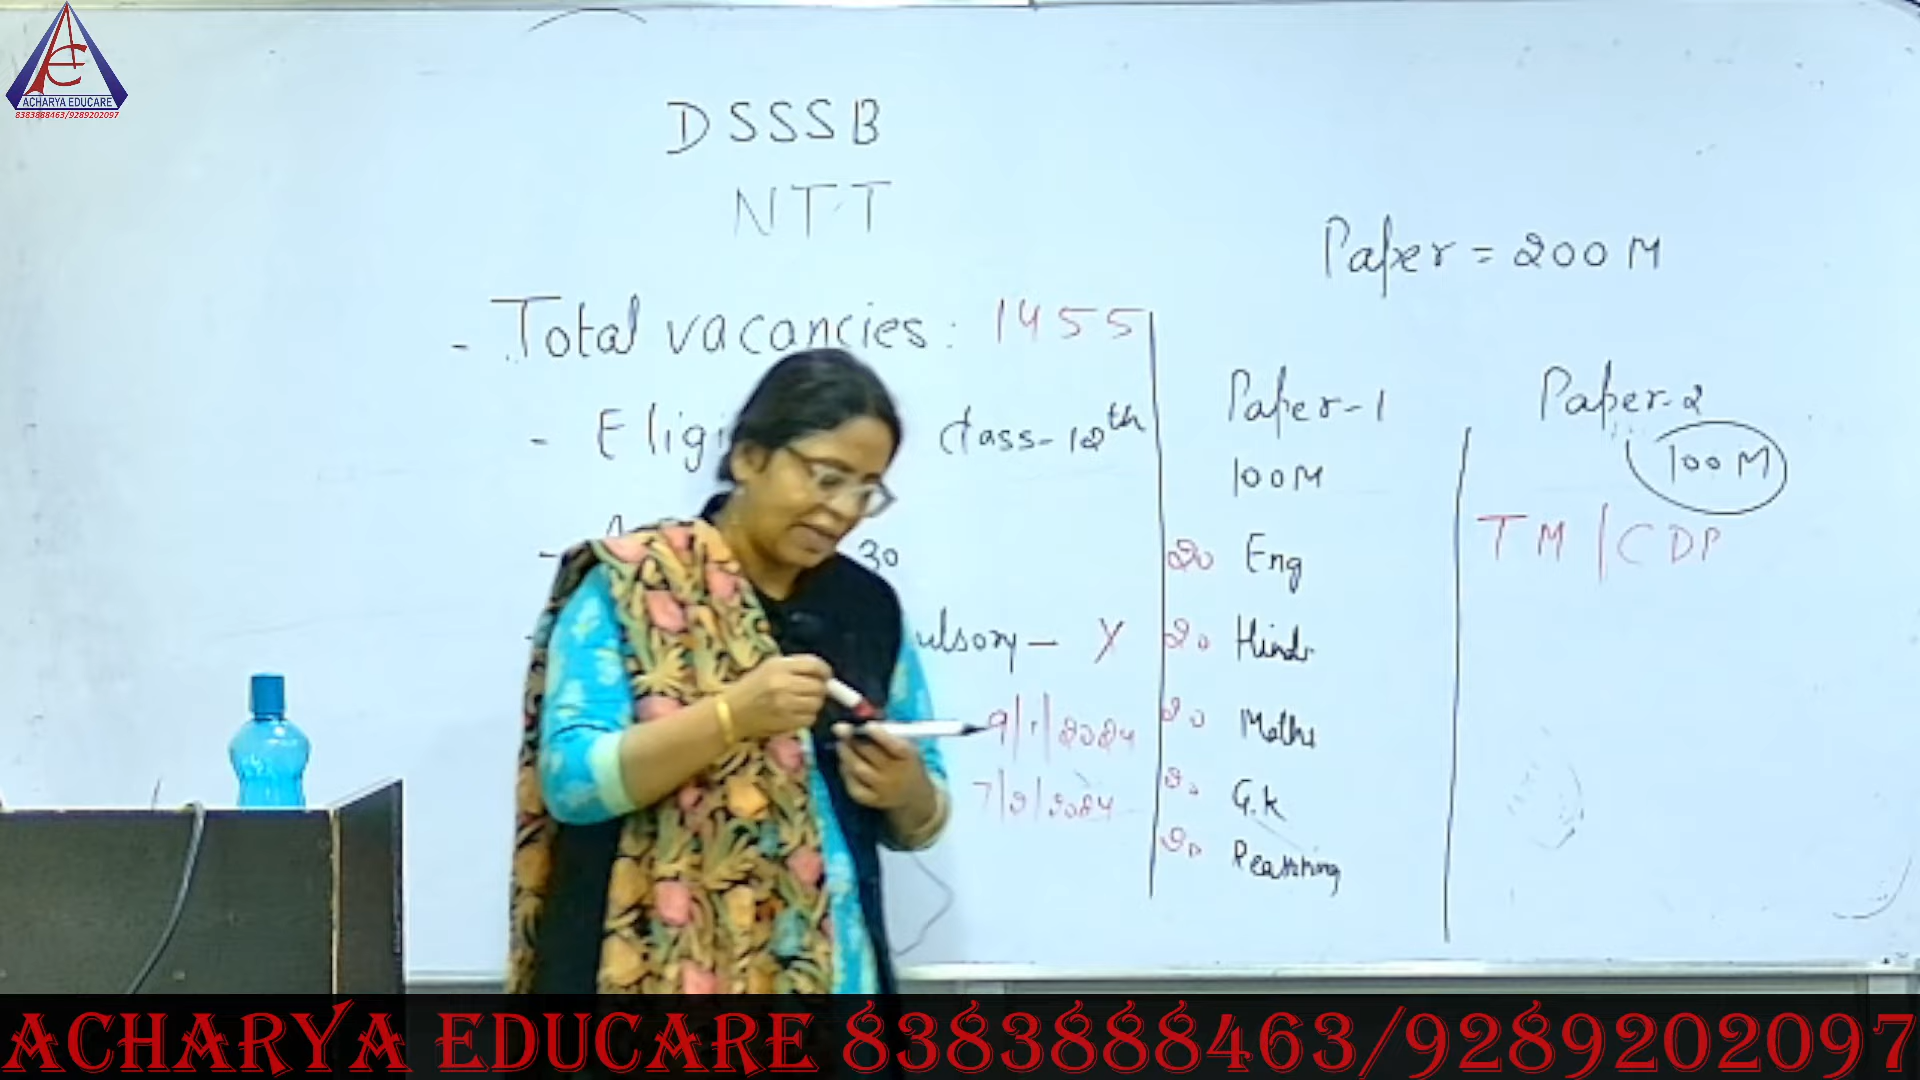 ACHARYA EDUCARE
8383888463/9289202097
DSSSB
NTT
- Total vacancies: 1455
- Eligi class-12th
- 30
ulsory - X
9/1/2024
7/2/2024
Paper = 200 M
Paper-1
100M
20 Eng
20 Hindi
20 Maths
20 G.k
20 Reasoning
Paper-2
100 M
TM / CDP
ACHARYA EDUCARE 8383888463/9289202097